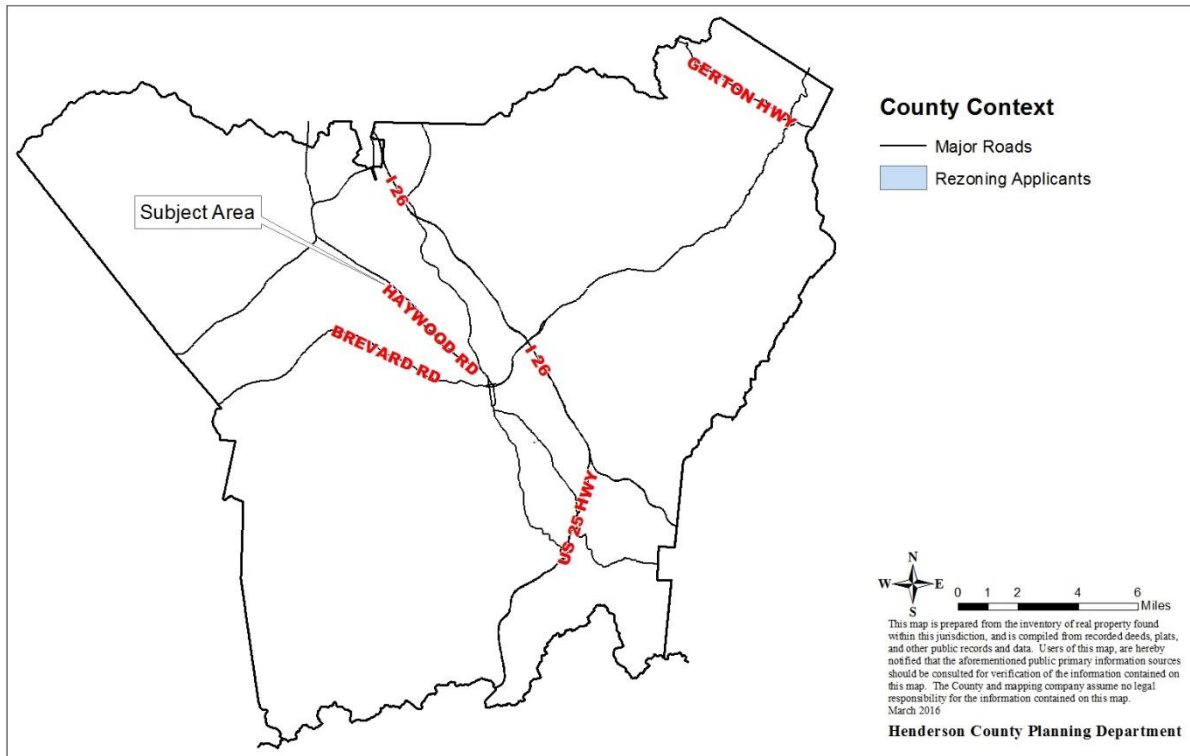 GERTON HWY
I 26
Subject Area
HAYWOOD RD
BREVARD RD
I 26
US 25 HWY
County Context
Major Roads
Rezoning Applicants
N
W E
S
0 1 2 4 6
Miles
This map is prepared from the inventory of real property found
within this jurisdiction, and is compiled from recorded deeds, plats,
and other public records and data. Users of this map, are hereby
notified that the aforementioned public primary information sources
should be consulted for verification of the information contained on
this map. The County and mapping company assume no legal
responsibility for the information contained on this map.
March 2016
Henderson County Planning Department